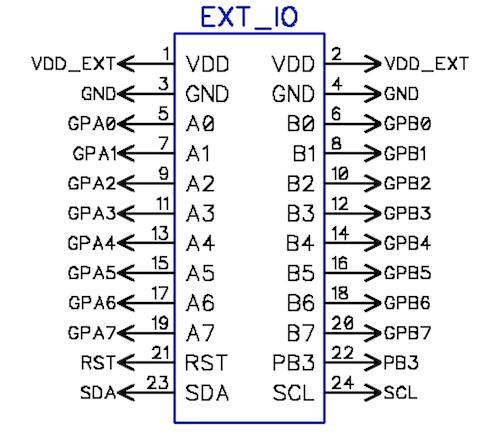 EXT_IO
VDD_EXT 1 VDD VDD 2 VDD_EXT
GND 3 GND GND 4 GND
GPA0 5 A0 B0 6 GPB0
GPA1 7 A1 B1 8 GPB1
GPA2 9 A2 B2 10 GPB2
GPA3 11 A3 B3 12 GPB3
GPA4 13 A4 B4 14 GPB4
GPA5 15 A5 B5 16 GPB5
GPA6 17 A6 B6 18 GPB6
GPA7 19 A7 B7 20 GPB7
RST 21 RST PB3 22 PB3
SDA 23 SDA SCL 24 SCL